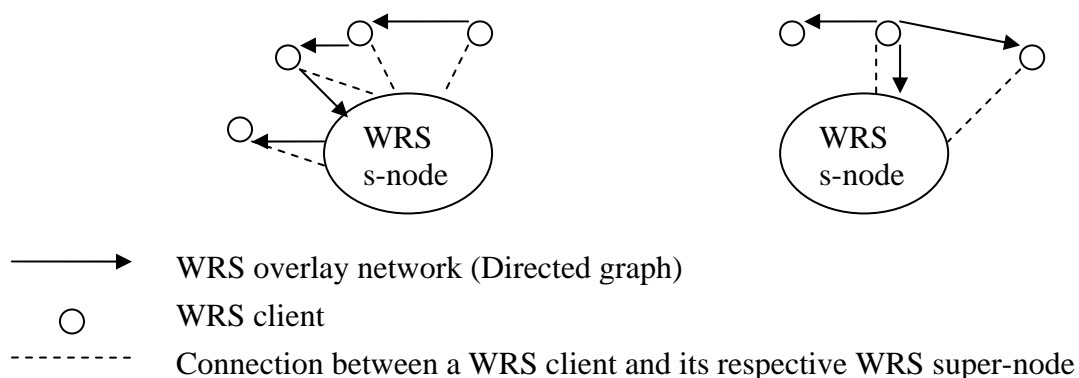 WRS
s-node
WRS
s-node
WRS overlay network (Directed graph)
WRS client
Connection between a WRS client and its respective WRS super-node